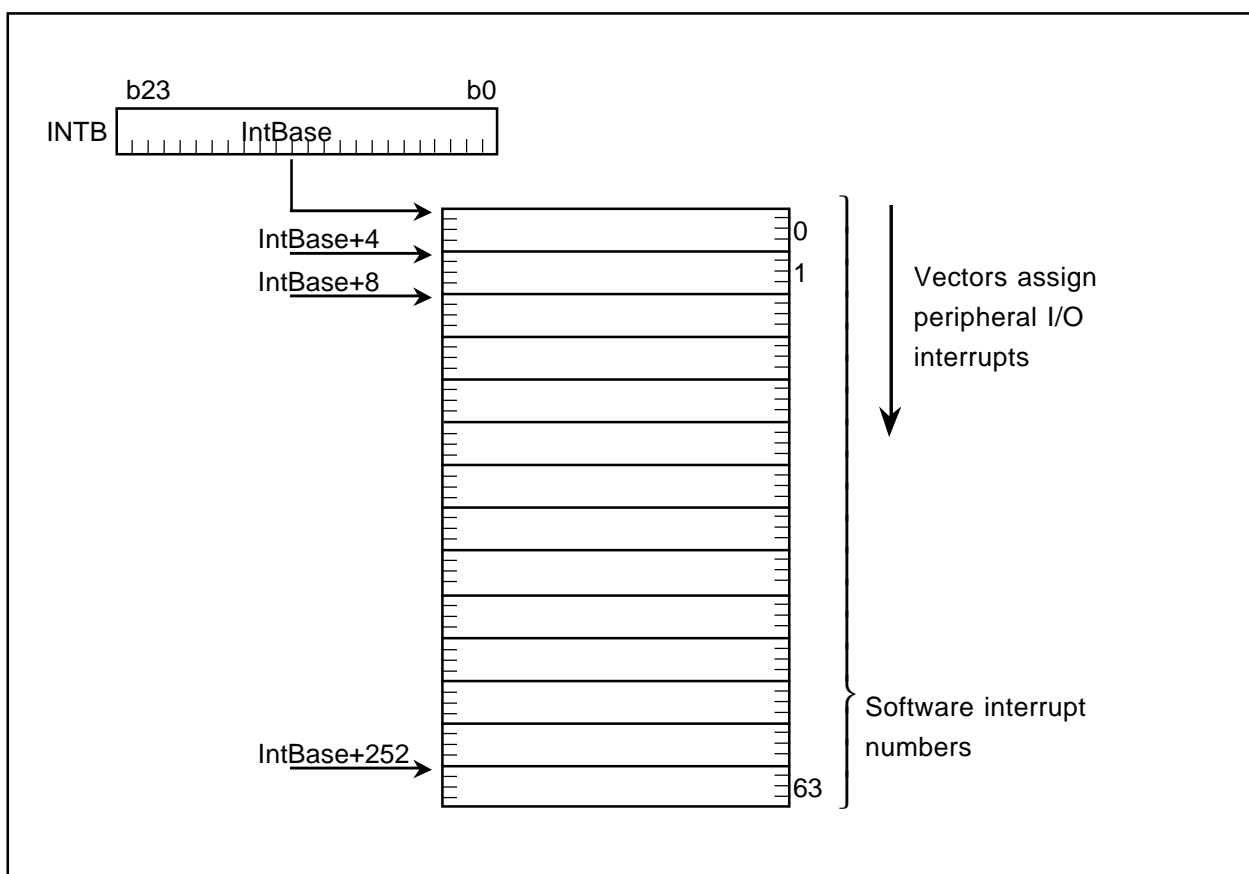 b23 b0
INTB IntBase
IntBase+4
IntBase+8
0
1
Vectors assign
peripheral I/O
interrupts
Software interrupt
numbers
IntBase+252
63